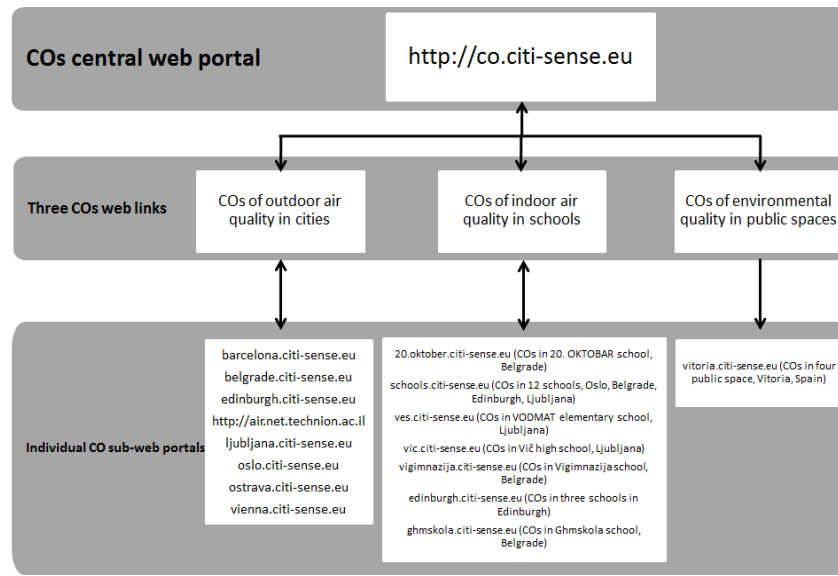 COs central web portal
http://co.citi-sense.eu
Three COs web links
COs of outdoor air
quality in cities
COs of indoor air
quality in schools
COs of environmental
quality in public spaces
Individual CO sub-web portals
barcelona.citi-sense.eu
belgrade.citi-sense.eu
edinburgh.citi-sense.eu
http://air.net.technion.ac.il
ljubljana.citi-sense.eu
oslo.citi-sense.eu
ostrava.citi-sense.eu
vienna.citi-sense.eu
20.oktober.citi-sense.eu (COs in 20. OKTOBAR school,
Belgrade)
schools.citi-sense.eu (COs in 12 schools, Oslo, Belgrade,
Edinburgh, Ljubljana)
ves.citi-sense.eu (COs in VODMAT elementary school,
Ljubljana)
vic.citi-sense.eu (COs in Vič high school, Ljubljana)
vigimnazija.citi-sense.eu (COs in Vigimnazija school,
Belgrade)
edinburgh.citi-sense.eu (COs in three schools in
Edinburgh)
ghmskola.citi-sense.eu (COs in Ghmskola school,
Belgrade)
vitoria.citi-sense.eu (COs in four
public space, Vitoria, Spain)